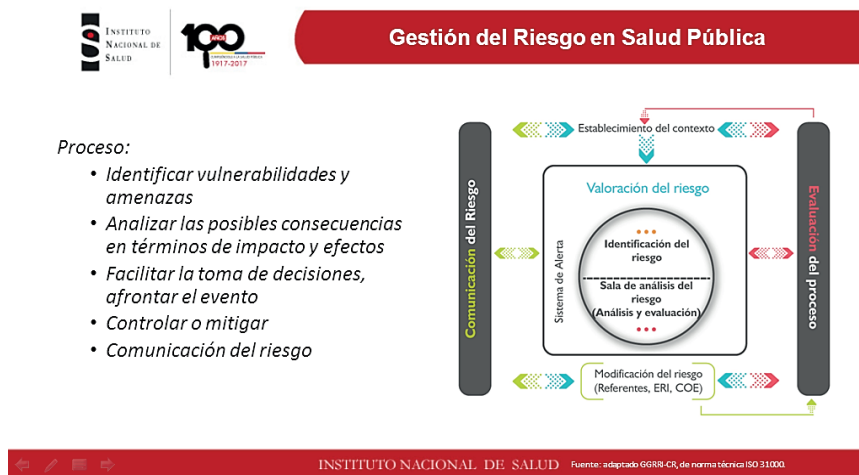 INSTITUTO
NACIONAL DE
SALUD
100
AÑOS
1917-2017
Gestión del Riesgo en Salud Pública
Proceso:
• Identificar vulnerabilidades y
amenazas
• Analizar las posibles consecuencias
en términos de impacto y efectos
• Facilitar la toma de decisiones,
afrontar el evento
• Controlar o mitigar
• Comunicación del riesgo
Comunicación del Riesgo
Establecimiento del contexto
Valoración del riesgo
Sistema de Alerta
Identificación del
riesgo
Sala de análisis del
riesgo
(Análisis y evaluación)
Modificación del riesgo
(Referentes, ERI, COE)
Evaluación del proceso
INSTITUTO NACIONAL DE SALUD
Fuente: adaptado GGRRI-CR, de norma técnica ISO 31000.